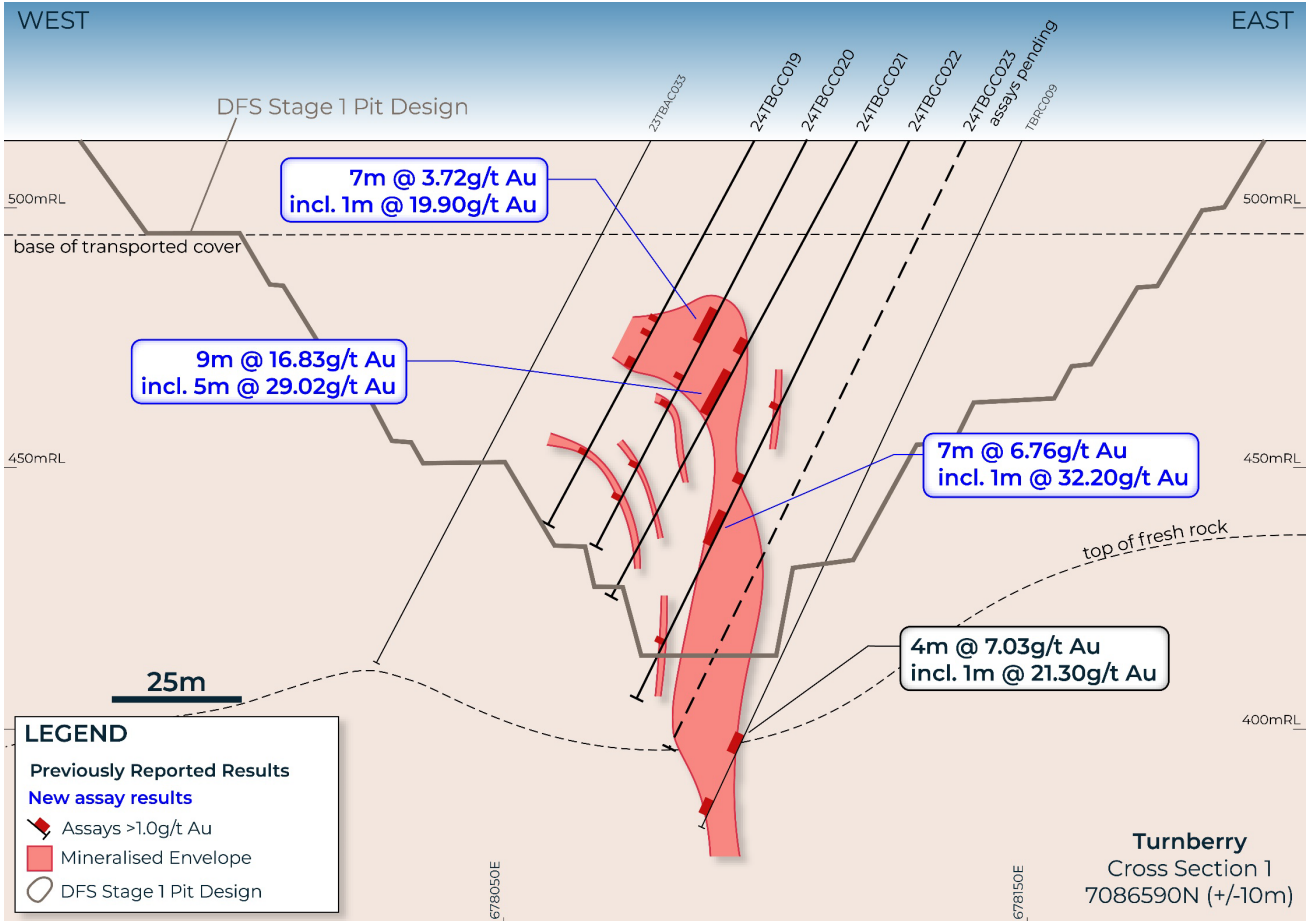 WEST
EAST
DFS Stage 1 Pit Design
23TBAC033
24TBGC019
24TBGC020
24TBGC021
24TBGC022
24TBGC023
assays pending
TBRC009
7m @ 3.72g/t Au
incl. 1m @ 19.90g/t Au
500mRL
500mRL
base of transported cover
9m @ 16.83g/t Au
incl. 5m @ 29.02g/t Au
450mRL
450mRL
7m @ 6.76g/t Au
incl. 1m @ 32.20g/t Au
top of fresh rock
4m @ 7.03g/t Au
incl. 1m @ 21.30g/t Au
25m
400mRL
LEGEND
Previously Reported Results
New assay results
Assays >1.0g/t Au
Mineralised Envelope
DFS Stage 1 Pit Design
678050E
678150E
Turnberry
Cross Section 1
7086590N (+/-10m)